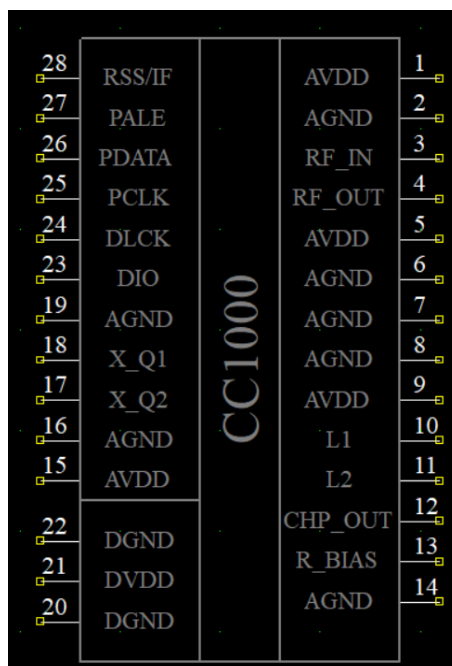 28 RSS/IF AVDD 1
27 PALE AGND 2
26 PDATA RF_IN 3
25 PCLK RF_OUT 4
24 DLCK AVDD 5
23 DIO AGND 6
19 AGND AGND 7
18 X_Q1 AGND 8
17 X_Q2 AVDD 9
16 AGND L1 10
15 AVDD L2 11
CHP_OUT 12
22 DGND R_BIAS 13
21 DVDD AGND 14
20 DGND
CC1000